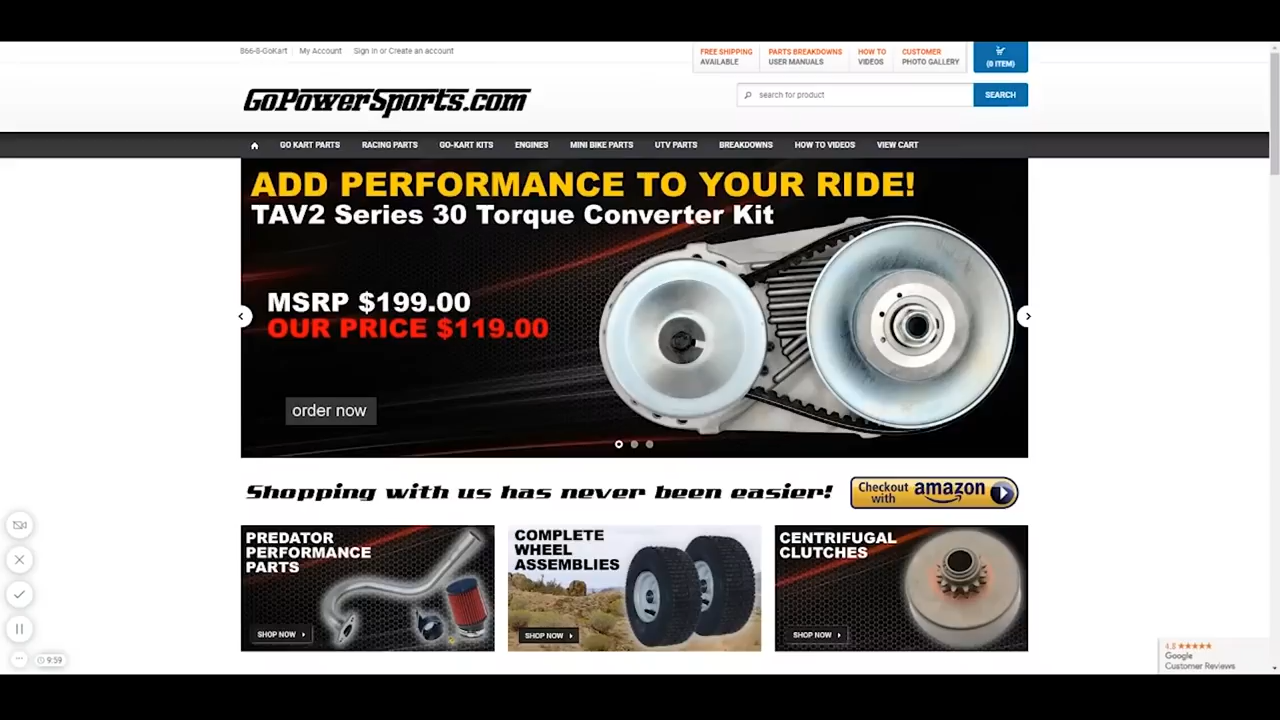 866-8-GoKart
My Account
Sign in or Create an account
FREE SHIPPING
AVAILABLE
PARTS BREAKDOWNS
USER MANUALS
HOW TO
VIDEOS
CUSTOMER
PHOTO GALLERY
(0 ITEM)
GoPowerSports.com
search for product
SEARCH
GO KART PARTS
RACING PARTS
GO-KART KITS
ENGINES
MINI BIKE PARTS
UTV PARTS
BREAKDOWNS
HOW TO VIDEOS
VIEW CART
ADD PERFORMANCE TO YOUR RIDE!
TAV2 Series 30 Torque Converter Kit
MSRP $199.00
OUR PRICE $119.00
order now
Shopping with us has never been easier!
Checkout
with amazon
PREDATOR
PERFORMANCE
PARTS
SHOP NOW
COMPLETE
WHEEL
ASSEMBLIES
SHOP NOW
CENTRIFUGAL
CLUTCHES
SHOP NOW
9:59
4.8
Google
Customer Reviews